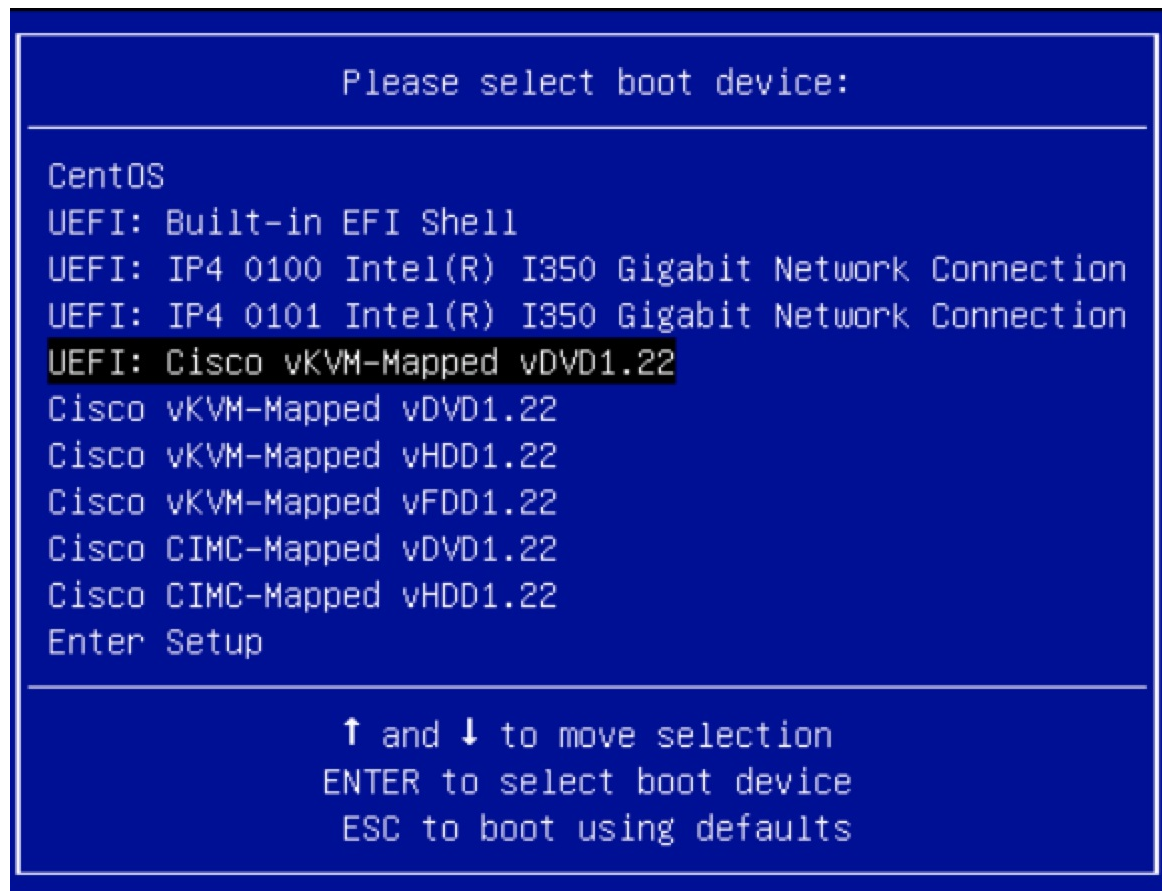 Please select boot device:
CentOS
UEFI: Built-in EFI Shell
UEFI: IP4 0100 Intel(R) I350 Gigabit Network Connection
UEFI: IP4 0101 Intel(R) I350 Gigabit Network Connection
UEFI: Cisco vKVM-Mapped vDVD1.22
Cisco vKVM-Mapped vDVD1.22
Cisco vKVM-Mapped vHDD1.22
Cisco vKVM-Mapped vFDD1.22
Cisco CIMC-Mapped vDVD1.22
Cisco CIMC-Mapped vHDD1.22
Enter Setup
↑ and ↓ to move selection
ENTER to select boot device
ESC to boot using defaults